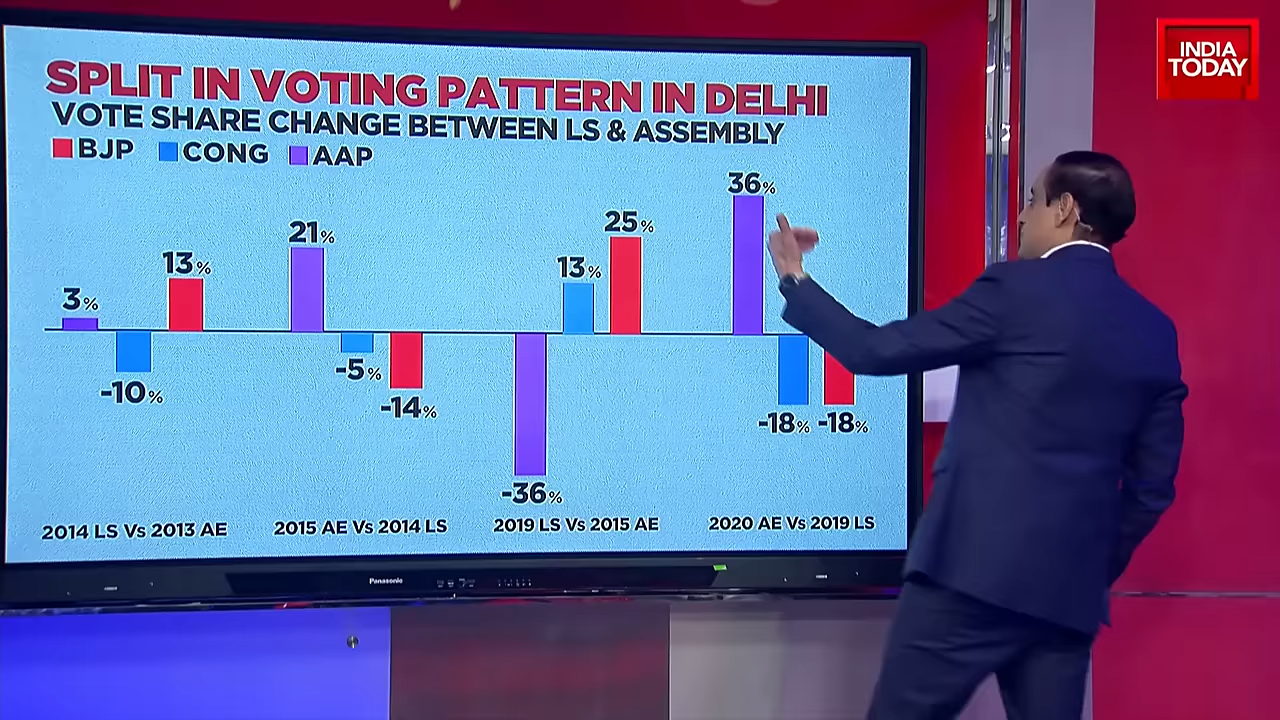 INDIA
TODAY
SPLIT IN VOTING PATTERN IN DELHI
VOTE SHARE CHANGE BETWEEN LS & ASSEMBLY
BJP CONG AAP
3%
-10%
13%
21%
-5%
-14%
-36%
13%
25%
36%
-18%
-18%
2014 LS Vs 2013 AE
2015 AE Vs 2014 LS
2019 LS Vs 2015 AE
2020 AE Vs 2019 LS
Panasonic